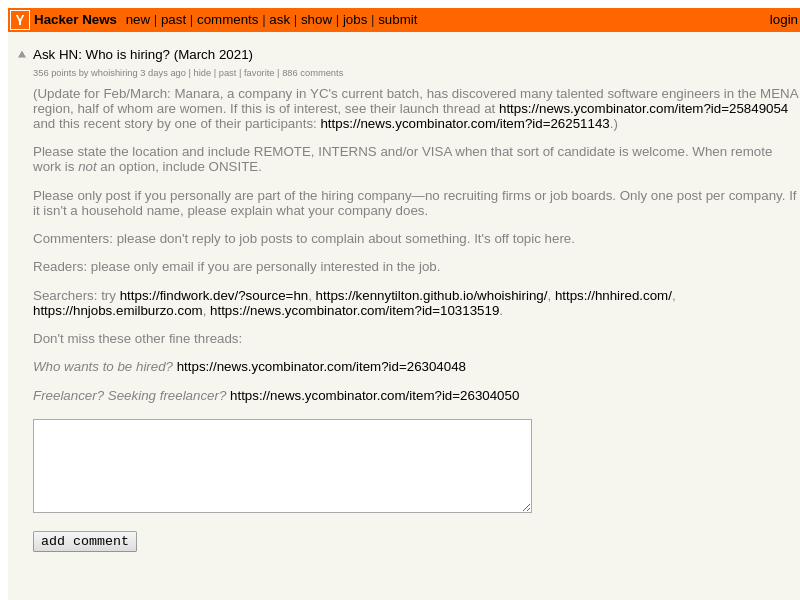 Y Hacker News new | past | comments | ask | show | jobs | submit login
Ask HN: Who is hiring? (March 2021)
356 points by whoishiring 3 days ago | hide | past | favorite | 886 comments
(Update for Feb/March: Manara, a company in YC's current batch, has discovered many talented software engineers in the MENA
region, half of whom are women. If this is of interest, see their launch thread at https://news.ycombinator.com/item?id=25849054
and this recent story by one of their participants: https://news.ycombinator.com/item?id=26251143.)
Please state the location and include REMOTE, INTERNS and/or VISA when that sort of candidate is welcome. When remote
work is not an option, include ONSITE.
Please only post if you personally are part of the hiring company—no recruiting firms or job boards. Only one post per company. If
it isn't a household name, please explain what your company does.
Commenters: please don't reply to job posts to complain about something. It's off topic here.
Readers: please only email if you are personally interested in the job.
Searchers: try https://findwork.dev/?source=hn, https://kennytilton.github.io/whoishiring/, https://hnhired.com/,
https://hnjobs.emilburzo.com, https://news.ycombinator.com/item?id=10313519.
Don't miss these other fine threads:
Who wants to be hired? https://news.ycombinator.com/item?id=26304048
Freelancer? Seeking freelancer? https://news.ycombinator.com/item?id=26304050
add comment